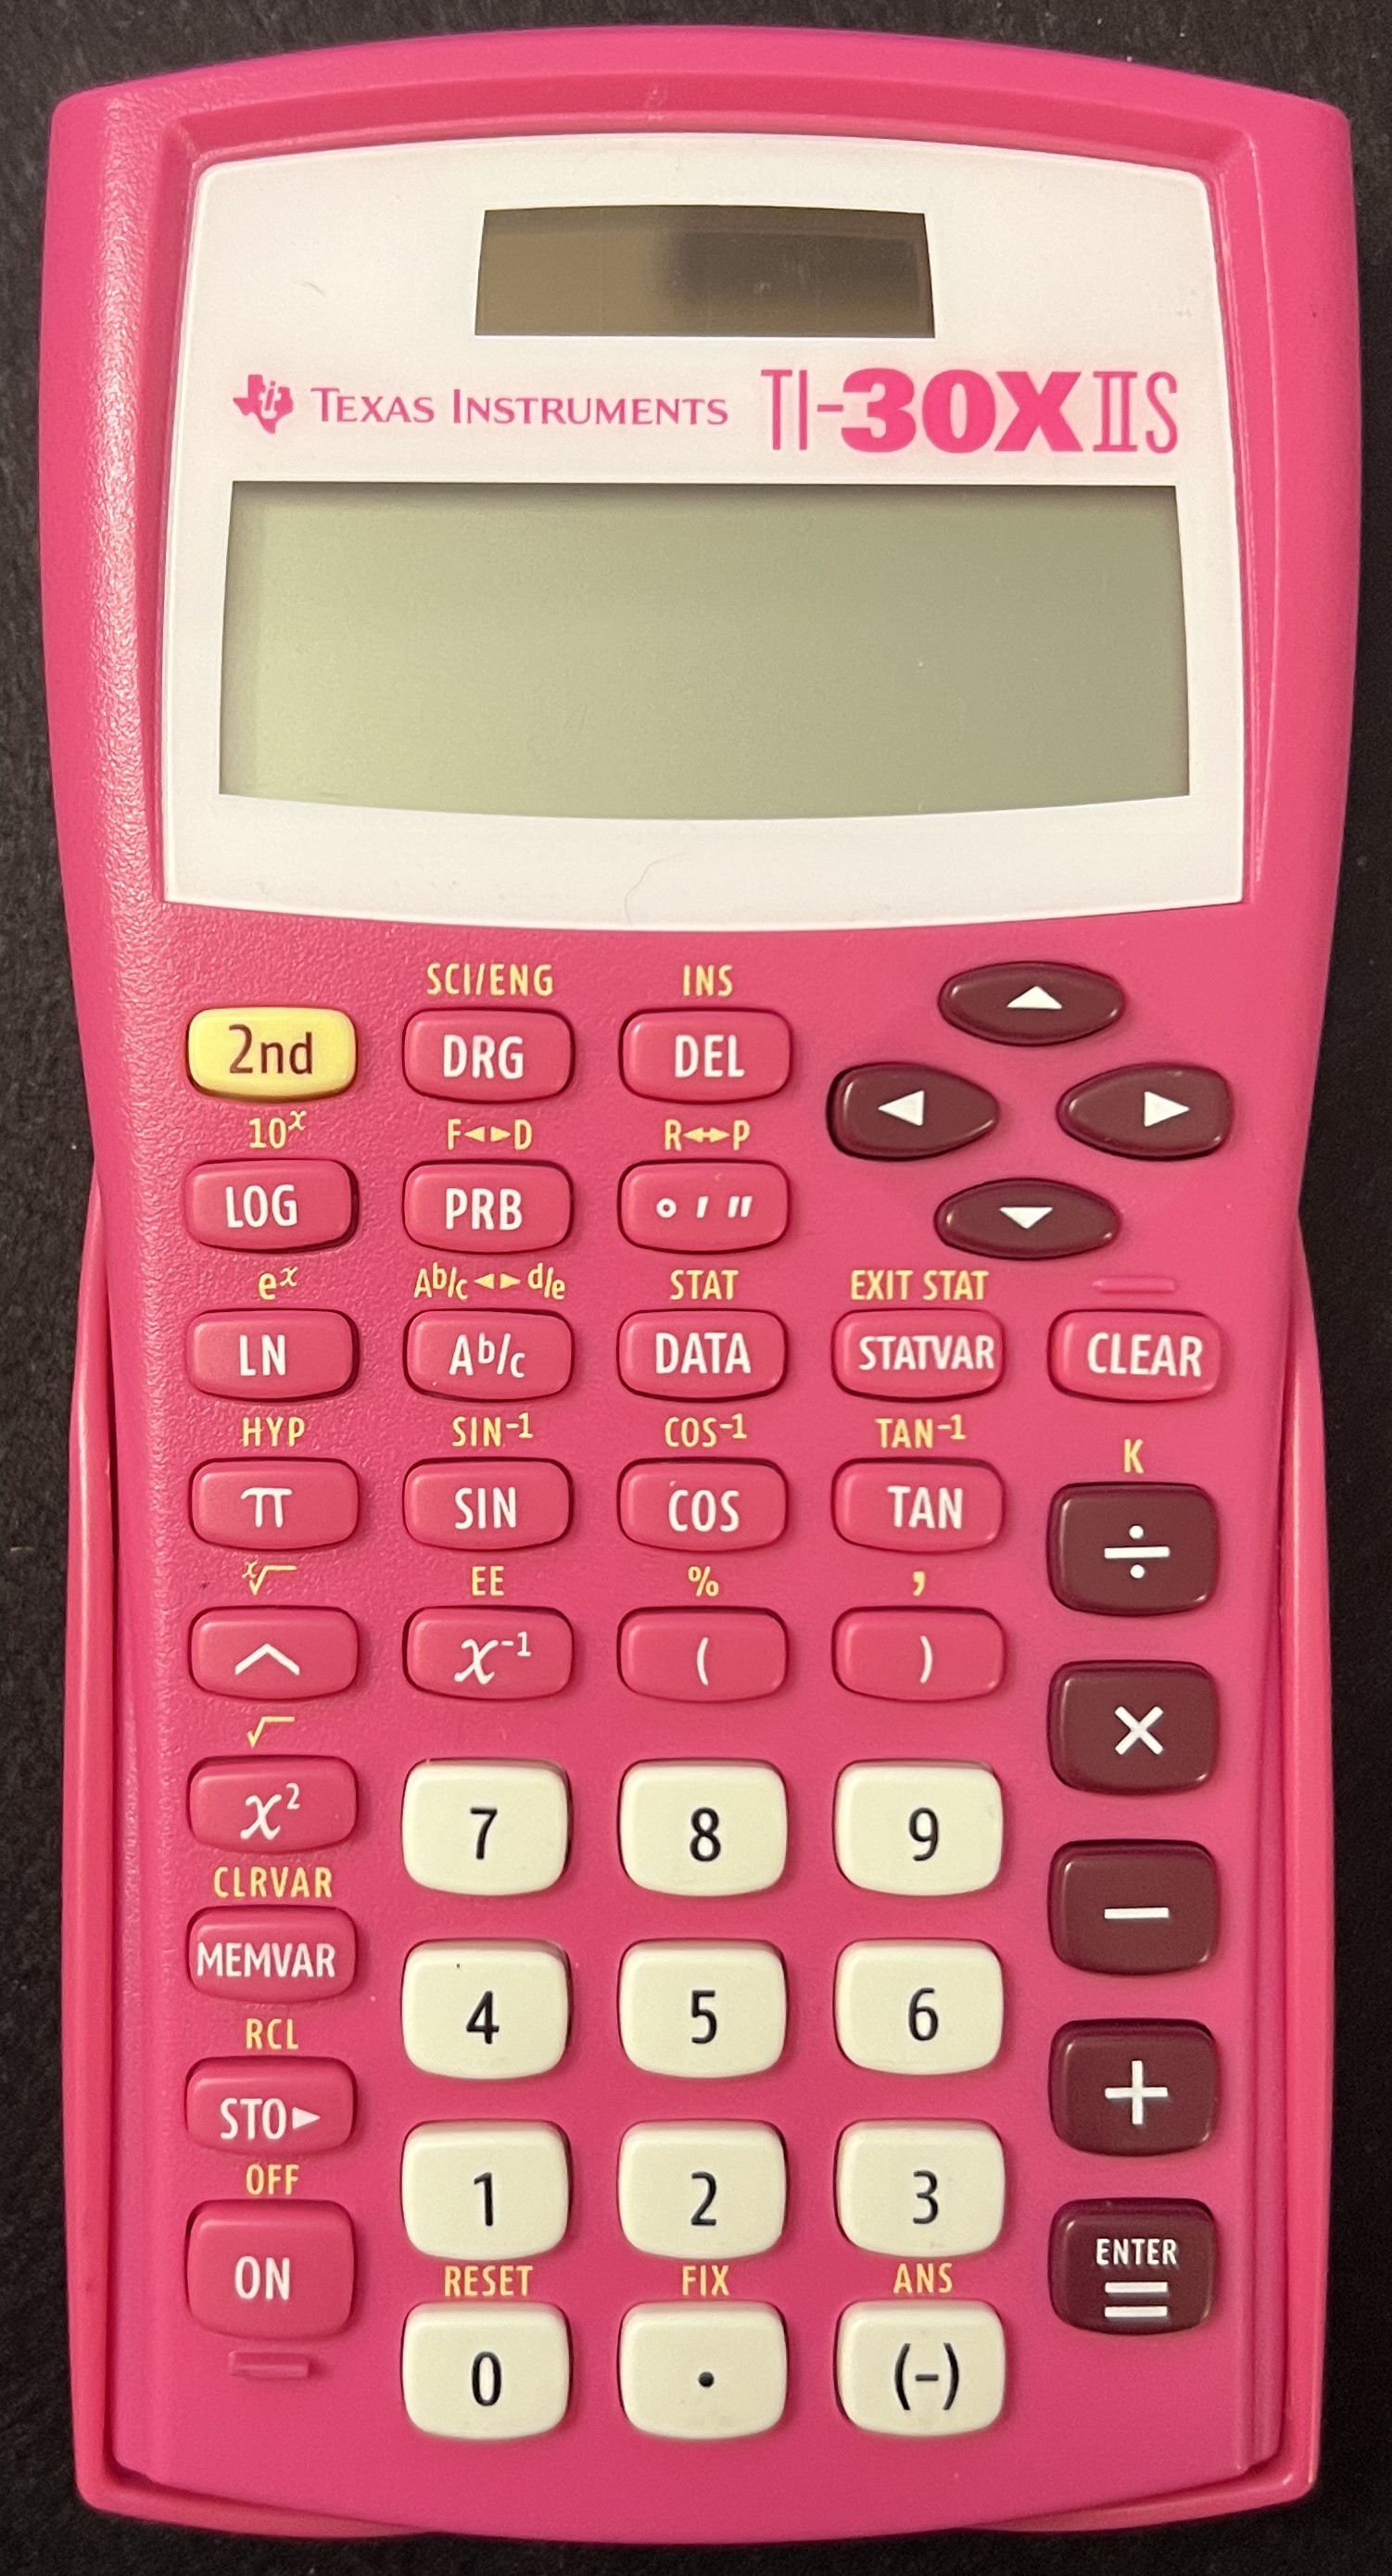 TEXAS INSTRUMENTS TI-30X IIS
SCI/ENG INS
2nd DRG DEL ▲
◀ ▶
10ˣ F◂▸D R↔P
LOG PRB ° ' " ▼
eˣ Ab/c◂▸d/e STAT EXIT STAT
LN Ab/c DATA STATVAR CLEAR
HYP SIN⁻¹ COS⁻¹ TAN⁻¹ K
π SIN COS TAN ÷
ˣ√ EE % ,
^ x⁻¹ ( ) ×
√
x² 7 8 9
CLRVAR −
MEMVAR 4 5 6
RCL
STO▸ +
OFF 1 2 3
ON RESET FIX ANS ENTER =
0 . (-)